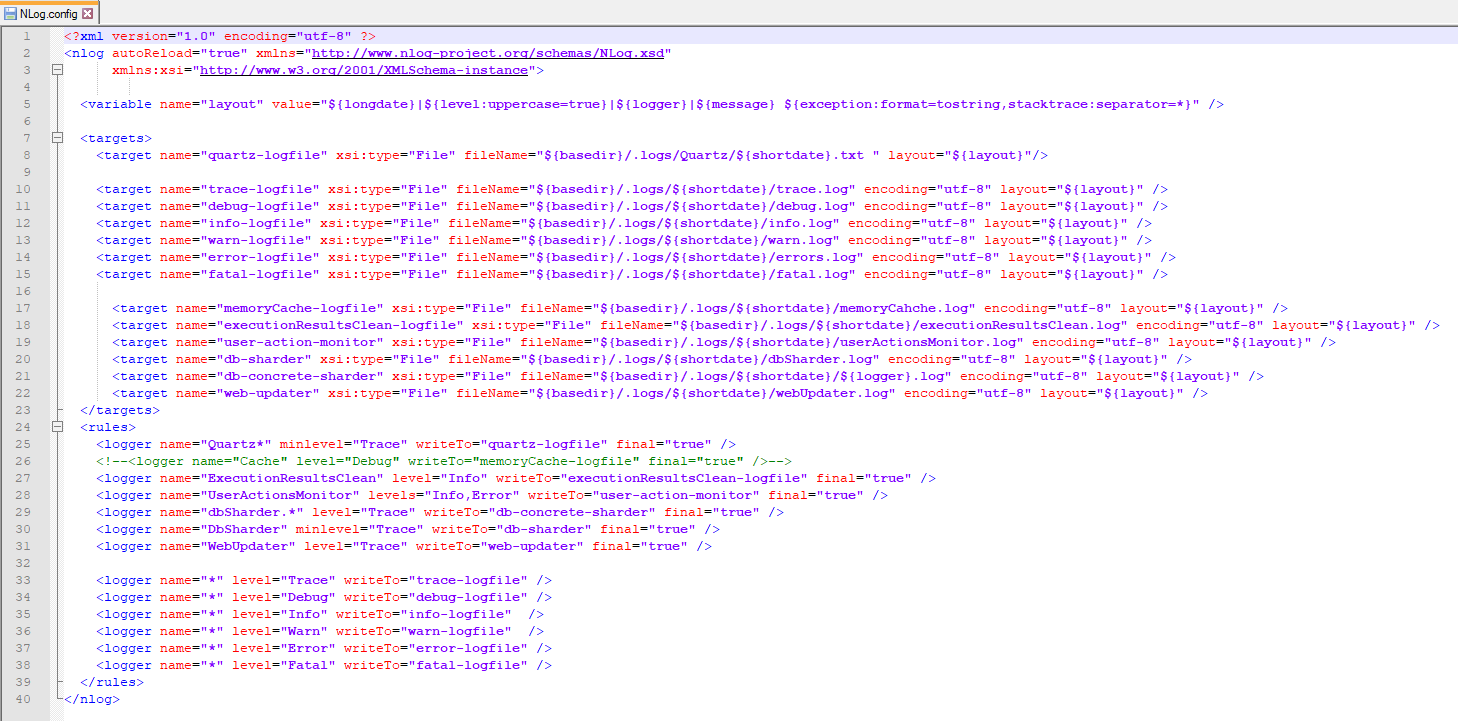 NLog.config
1 <?xml version="1.0" encoding="utf-8" ?>
2 <nlog autoReload="true" xmlns="http://www.nlog-project.org/schemas/NLog.xsd"
3 xmlns:xsi="http://www.w3.org/2001/XMLSchema-instance">
4
5 <variable name="layout" value="${longdate}|${level:uppercase=true}|${logger}|${message} ${exception:format=tostring,stacktrace:separator=*}" />
6
7 <targets>
8 <target name="quartz-logfile" xsi:type="File" fileName="${basedir}/.logs/Quartz/${shortdate}.txt " layout="${layout}"/>
9
10 <target name="trace-logfile" xsi:type="File" fileName="${basedir}/.logs/${shortdate}/trace.log" encoding="utf-8" layout="${layout}" />
11 <target name="debug-logfile" xsi:type="File" fileName="${basedir}/.logs/${shortdate}/debug.log" encoding="utf-8" layout="${layout}" />
12 <target name="info-logfile" xsi:type="File" fileName="${basedir}/.logs/${shortdate}/info.log" encoding="utf-8" layout="${layout}" />
13 <target name="warn-logfile" xsi:type="File" fileName="${basedir}/.logs/${shortdate}/warn.log" encoding="utf-8" layout="${layout}" />
14 <target name="error-logfile" xsi:type="File" fileName="${basedir}/.logs/${shortdate}/errors.log" encoding="utf-8" layout="${layout}" />
15 <target name="fatal-logfile" xsi:type="File" fileName="${basedir}/.logs/${shortdate}/fatal.log" encoding="utf-8" layout="${layout}" />
16
17 <target name="memoryCache-logfile" xsi:type="File" fileName="${basedir}/.logs/${shortdate}/memoryCahche.log" encoding="utf-8" layout="${layout}" />
18 <target name="executionResultsClean-logfile" xsi:type="File" fileName="${basedir}/.logs/${shortdate}/executionResultsClean.log" encoding="utf-8" layout="${layout}" />
19 <target name="user-action-monitor" xsi:type="File" fileName="${basedir}/.logs/${shortdate}/userActionsMonitor.log" encoding="utf-8" layout="${layout}" />
20 <target name="db-sharder" xsi:type="File" fileName="${basedir}/.logs/${shortdate}/dbSharder.log" encoding="utf-8" layout="${layout}" />
21 <target name="db-concrete-sharder" xsi:type="File" fileName="${basedir}/.logs/${shortdate}/${logger}.log" encoding="utf-8" layout="${layout}" />
22 <target name="web-updater" xsi:type="File" fileName="${basedir}/.logs/${shortdate}/webUpdater.log" encoding="utf-8" layout="${layout}" />
23 </targets>
24 <rules>
25 <logger name="Quartz*" minlevel="Trace" writeTo="quartz-logfile" final="true" />
26 <!--<logger name="Cache" level="Debug" writeTo="memoryCache-logfile" final="true" />-->
27 <logger name="ExecutionResultsClean" level="Info" writeTo="executionResultsClean-logfile" final="true" />
28 <logger name="UserActionsMonitor" levels="Info,Error" writeTo="user-action-monitor" final="true" />
29 <logger name="dbSharder.*" level="Trace" writeTo="db-concrete-sharder" final="true" />
30 <logger name="DbSharder" minlevel="Trace" writeTo="db-sharder" final="true" />
31 <logger name="WebUpdater" level="Trace" writeTo="web-updater" final="true" />
32
33 <logger name="*" level="Trace" writeTo="trace-logfile" />
34 <logger name="*" level="Debug" writeTo="debug-logfile" />
35 <logger name="*" level="Info" writeTo="info-logfile"  />
36 <logger name="*" level="Warn" writeTo="warn-logfile"  />
37 <logger name="*" level="Error" writeTo="error-logfile" />
38 <logger name="*" level="Fatal" writeTo="fatal-logfile" />
39 </rules>
40 </nlog>